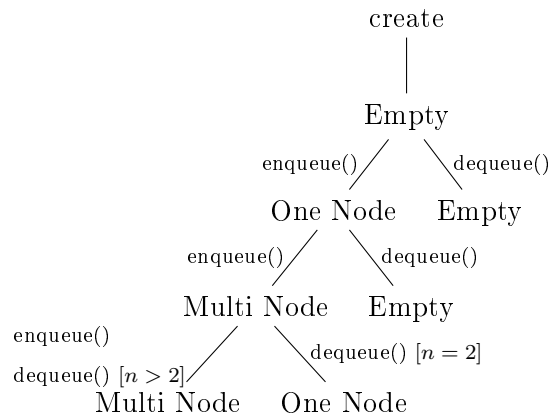 create
Empty
enqueue() dequeue()
One Node Empty
enqueue() dequeue()
Multi Node Empty
enqueue()
dequeue() [n = 2]
dequeue() [n > 2]
Multi Node One Node